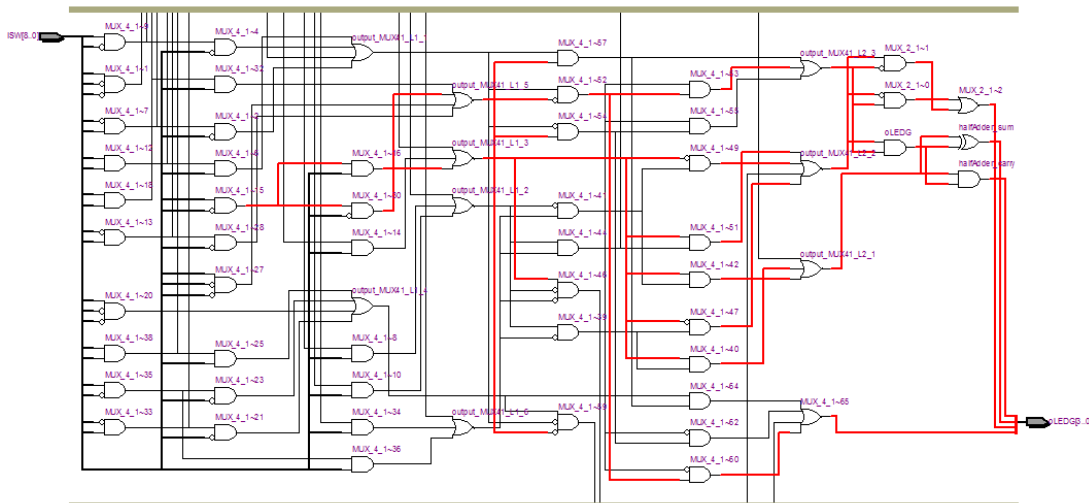 MUX_4_1~9
MUX_4_1~4
output_MUX41_L1_1
MUX_4_1~57
output_MUX41_L2_3
MUX_2_1~1
ISW[8..0]
MUX_4_1~1
MUX_4_1~32
output_MUX41_L1_5
MUX_4_1~52
MUX_4_1~53
MUX_2_1~0
MUX_2_1~2
MUX_4_1~7
MUX_4_1~2
MUX_4_1~54
MUX_4_1~55
oLEDG
halfAdder_sum
MUX_4_1~12
MUX_4_1~6
MUX_4_1~16
output_MUX41_L1_3
MUX_4_1~49
output_MUX41_L2_2
halfAdder_carry
MUX_4_1~18
MUX_4_1~15
MUX_4_1~30
output_MUX41_L1_2
MUX_4_1~41
MUX_4_1~13
MUX_4_1~28
MUX_4_1~14
MUX_4_1~44
MUX_4_1~51
MUX_4_1~27
MUX_4_1~46
MUX_4_1~42
output_MUX41_L2_1
MUX_4_1~20
output_MUX41_L1_4
MUX_4_1~39
MUX_4_1~47
MUX_4_1~38
MUX_4_1~25
MUX_4_1~8
MUX_4_1~40
MUX_4_1~35
MUX_4_1~23
MUX_4_1~10
MUX_4_1~64
MUX_4_1~65
MUX_4_1~33
MUX_4_1~21
MUX_4_1~34
output_MUX41_L1_6
MUX_4_1~59
MUX_4_1~62
oLEDG[3..0]
MUX_4_1~36
MUX_4_1~60